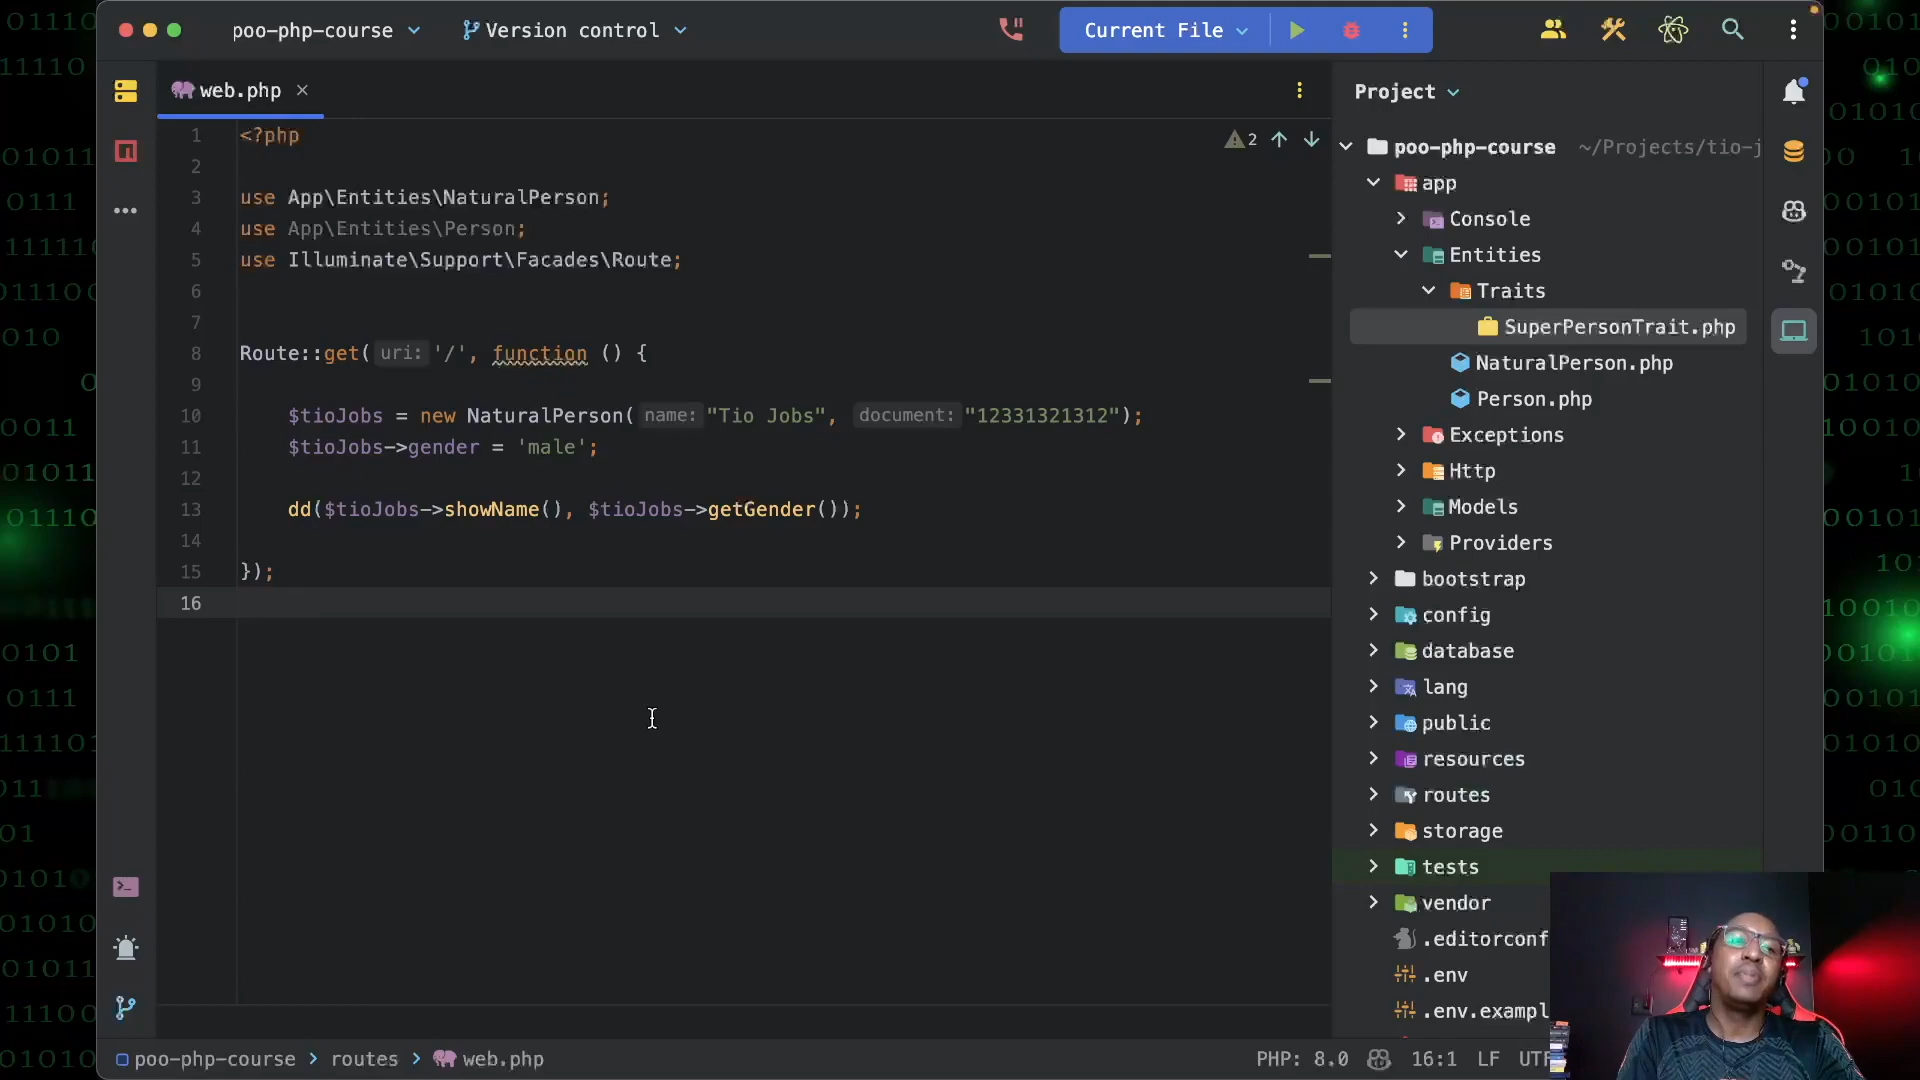 poo-php-course
Version control
Current File
web.php
2
1 <?php
2
3 use App\Entities\NaturalPerson;
4 use App\Entities\Person;
5 use Illuminate\Support\Facades\Route;
6
7
8 Route::get( uri: '/', function () {
9
10 $tioJobs = new NaturalPerson( name: "Tio Jobs", document: "12331321312");
11 $tioJobs->gender = 'male';
12
13 dd($tioJobs->showName(), $tioJobs->getGender());
14
15 });
16
Project
poo-php-course ~/Projects/tio-j
app
Console
Entities
Traits
SuperPersonTrait.php
NaturalPerson.php
Person.php
Exceptions
Http
Models
Providers
bootstrap
config
database
lang
public
resources
routes
storage
tests
vendor
.editorconf
.env
.env.exampl
poo-php-course > routes > web.php
PHP: 8.0 16:1 LF UTF